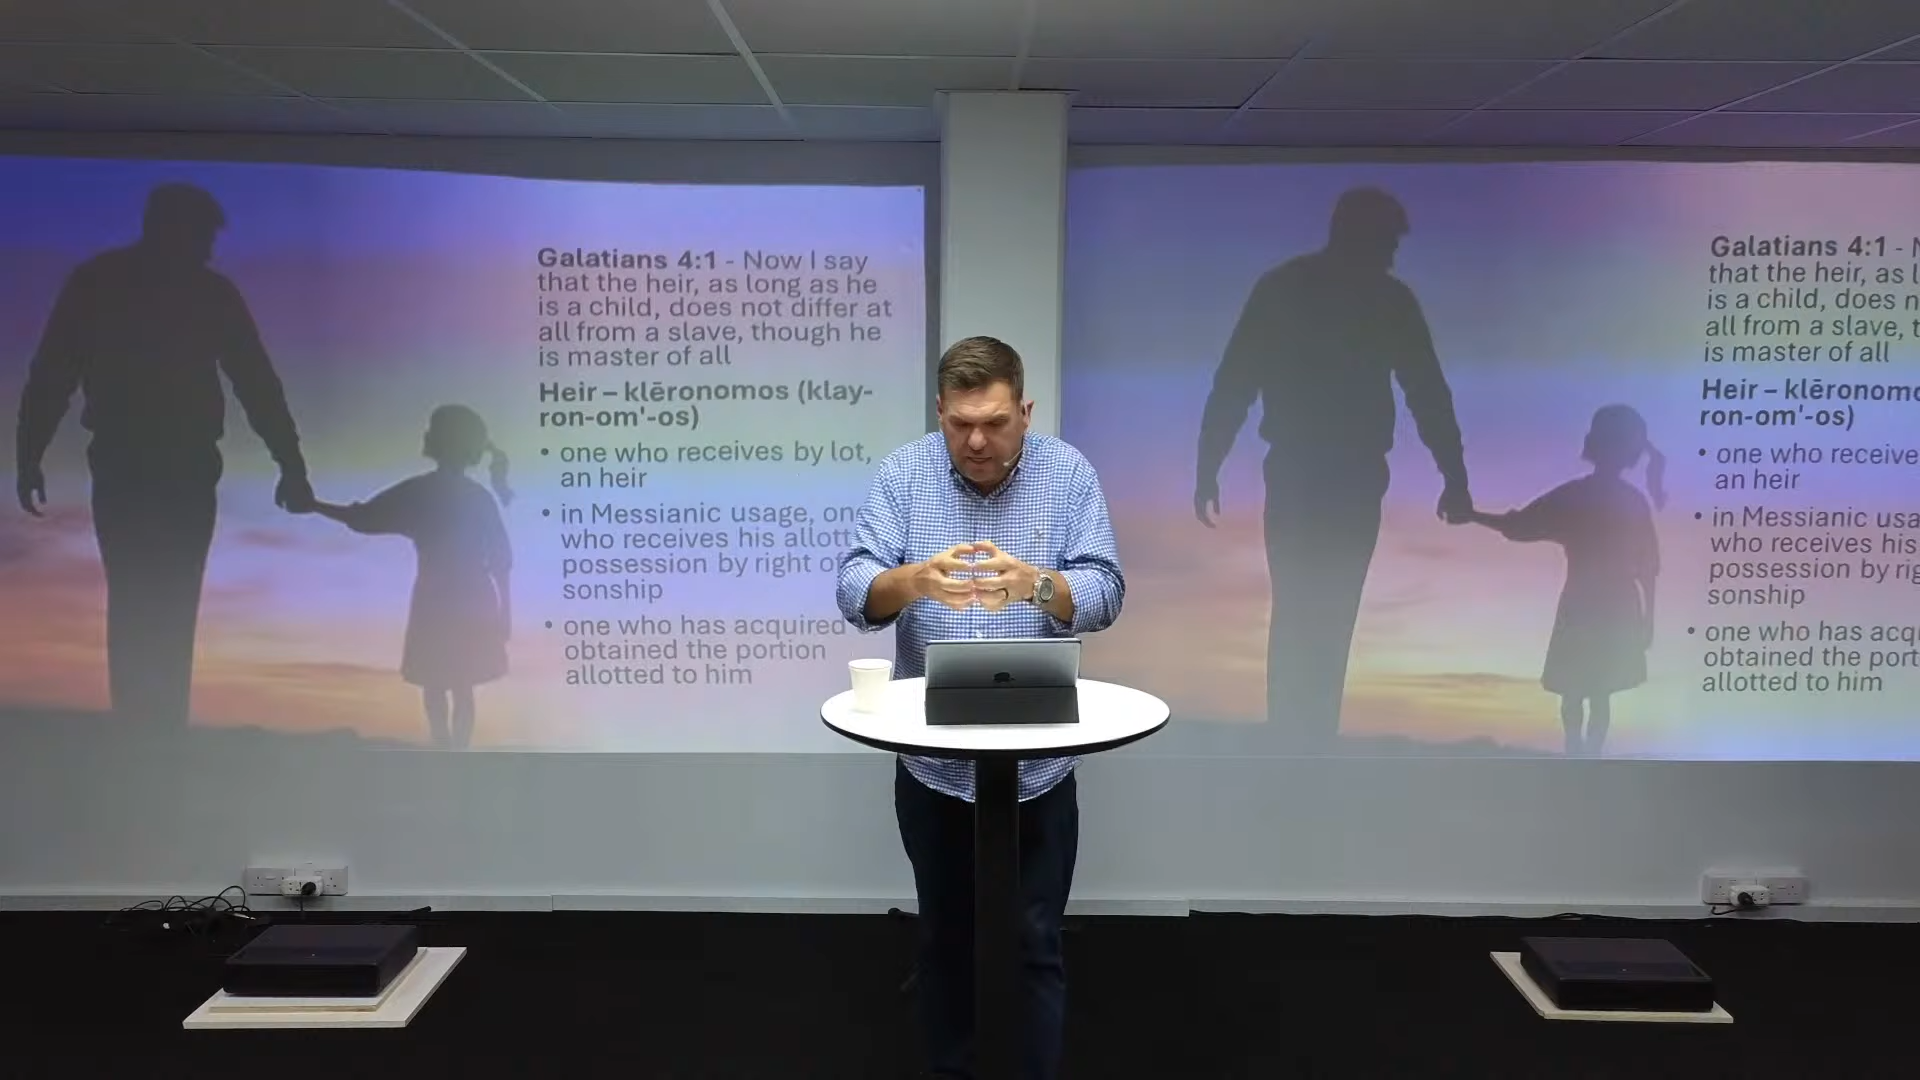 Galatians 4:1 - Now I say
that the heir, as long as he
is a child, does not differ at
all from a slave, though he
is master of all
Heir – klēronomos (klay-
ron-om'-os)
• one who receives by lot,
an heir
• in Messianic usage, one
who receives his allott
possession by right of
sonship
• one who has acquired
obtained the portion
allotted to him
Galatians 4:1 -
that the heir, as l
is a child, does n
all from a slave, t
is master of all
Heir – klēronomo
ron-om'-os)
• one who receive
an heir
• in Messianic usa
who receives his
possession by rig
sonship
• one who has acqu
obtained the port
allotted to him